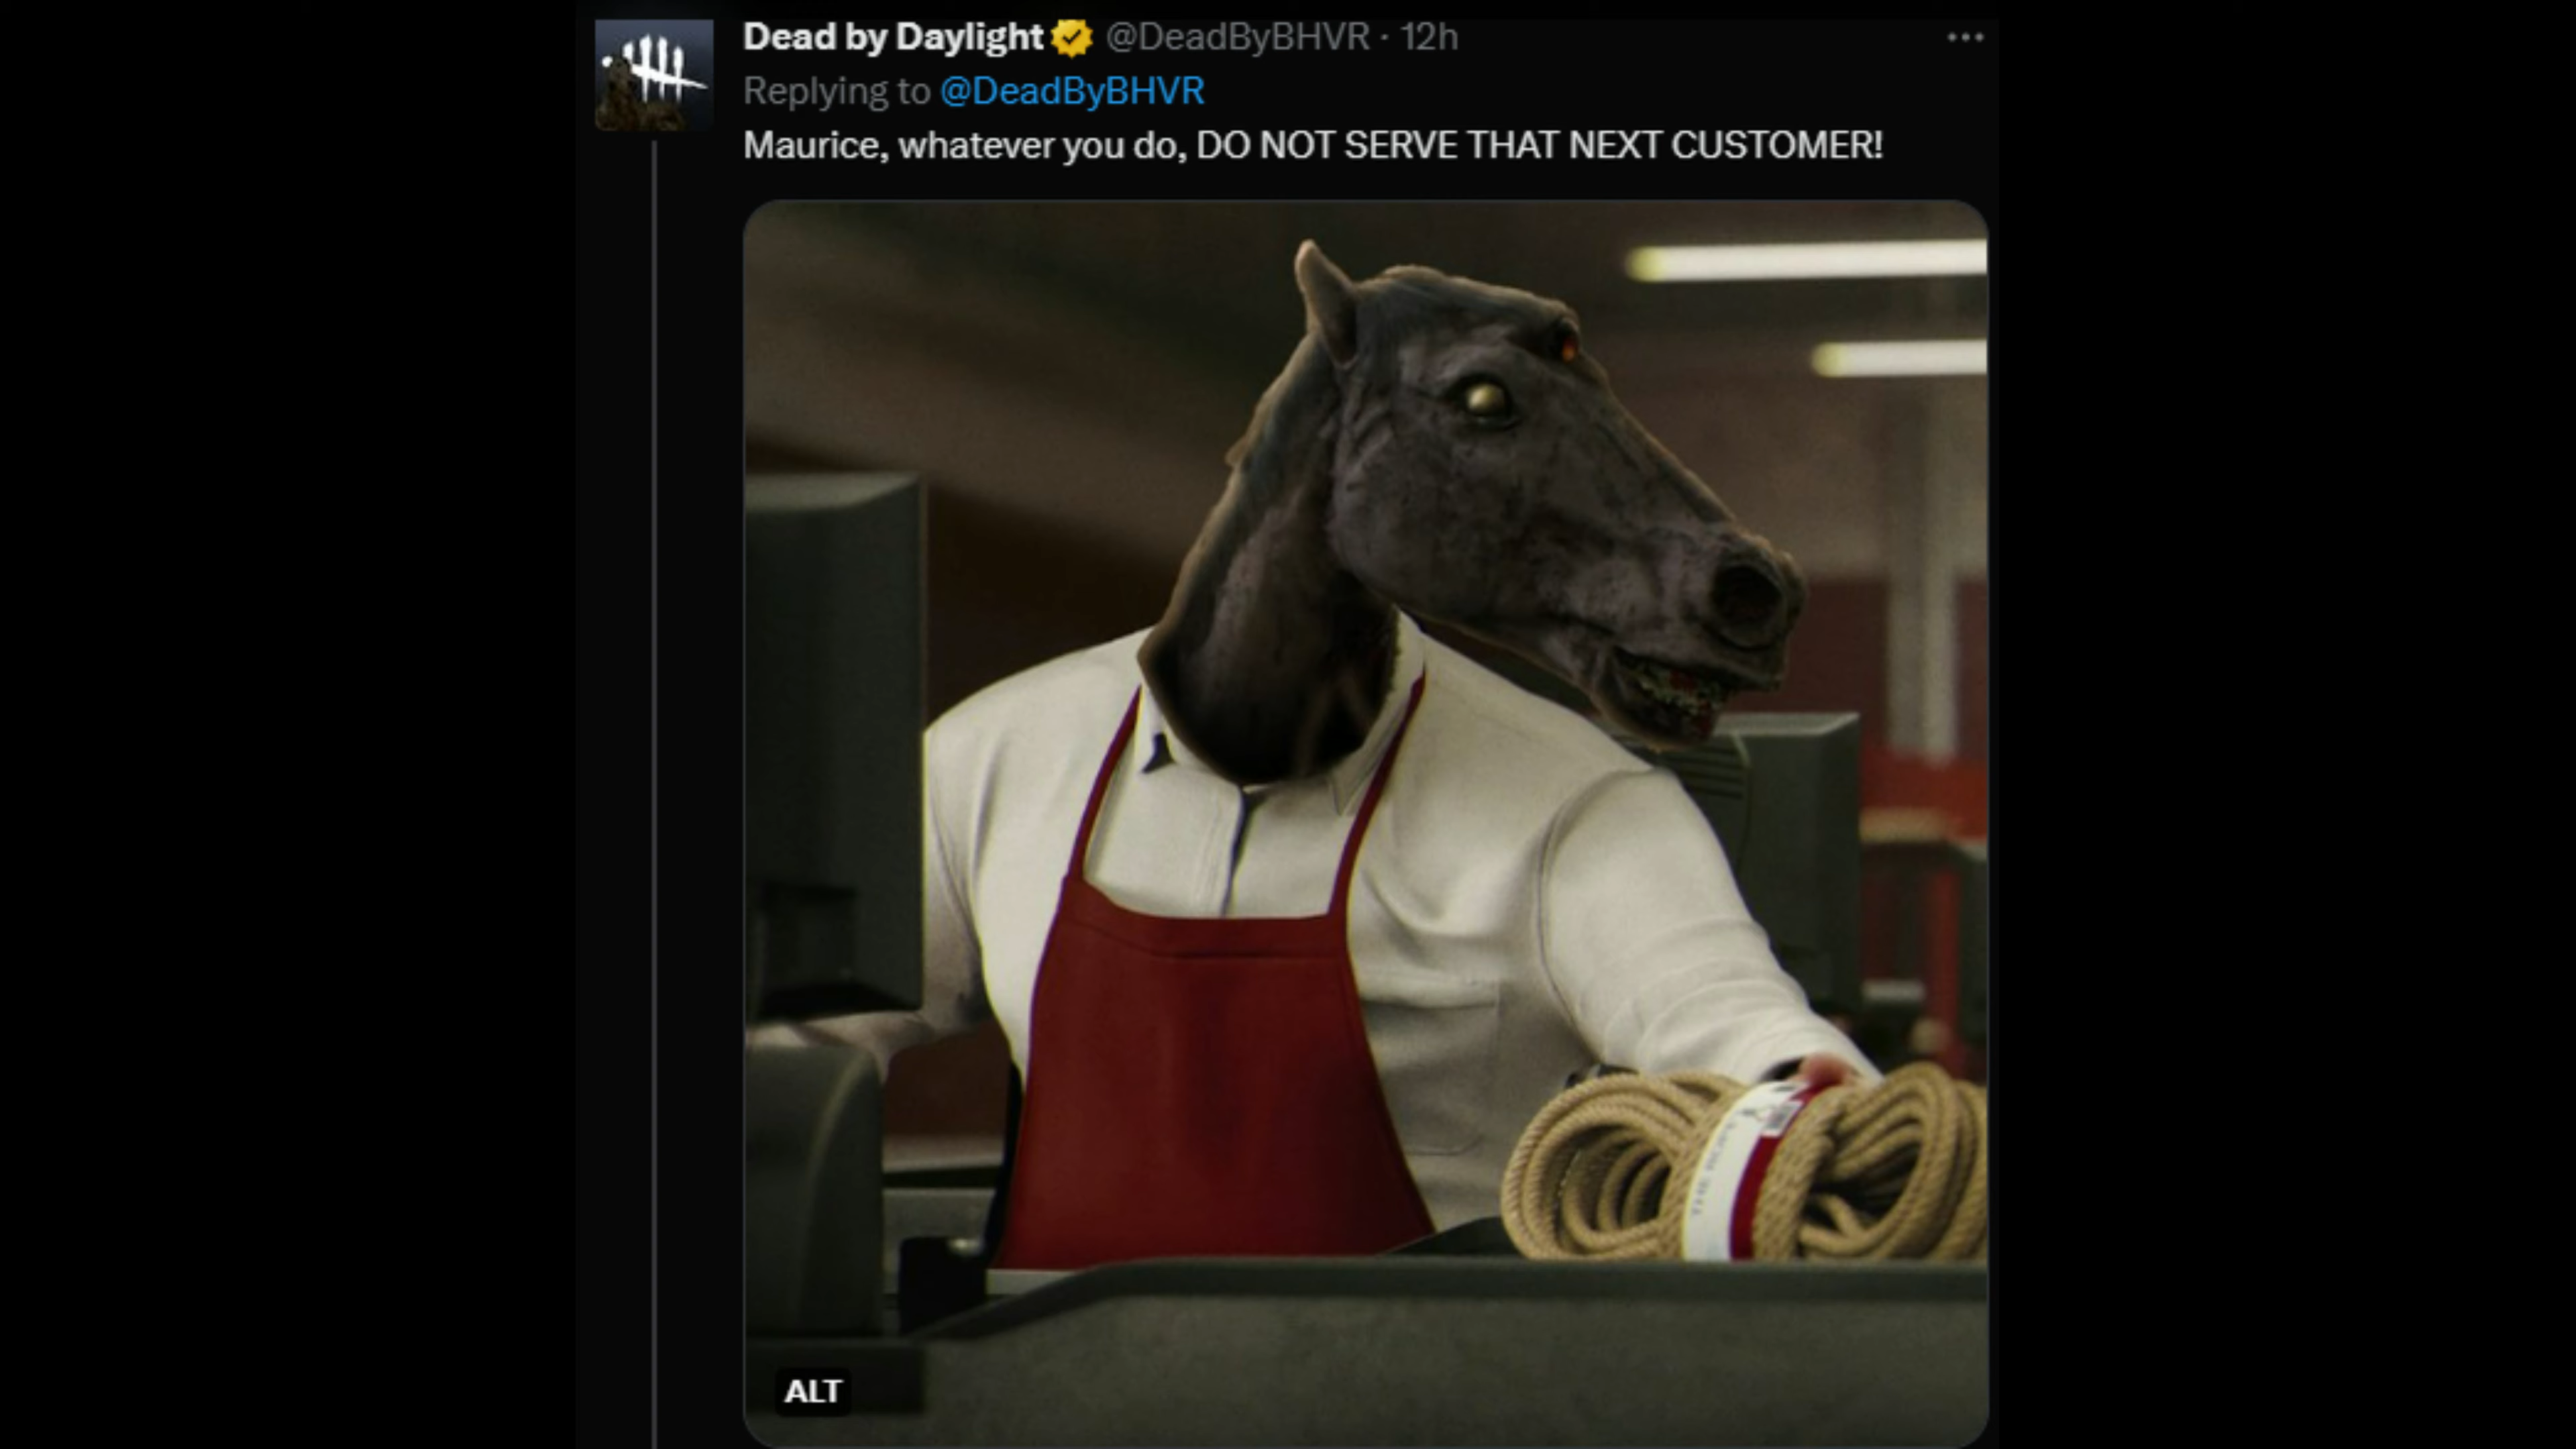 Dead by Daylight @DeadByBHVR · 12h
Replying to @DeadByBHVR
Maurice, whatever you do, DO NOT SERVE THAT NEXT CUSTOMER!
ALT